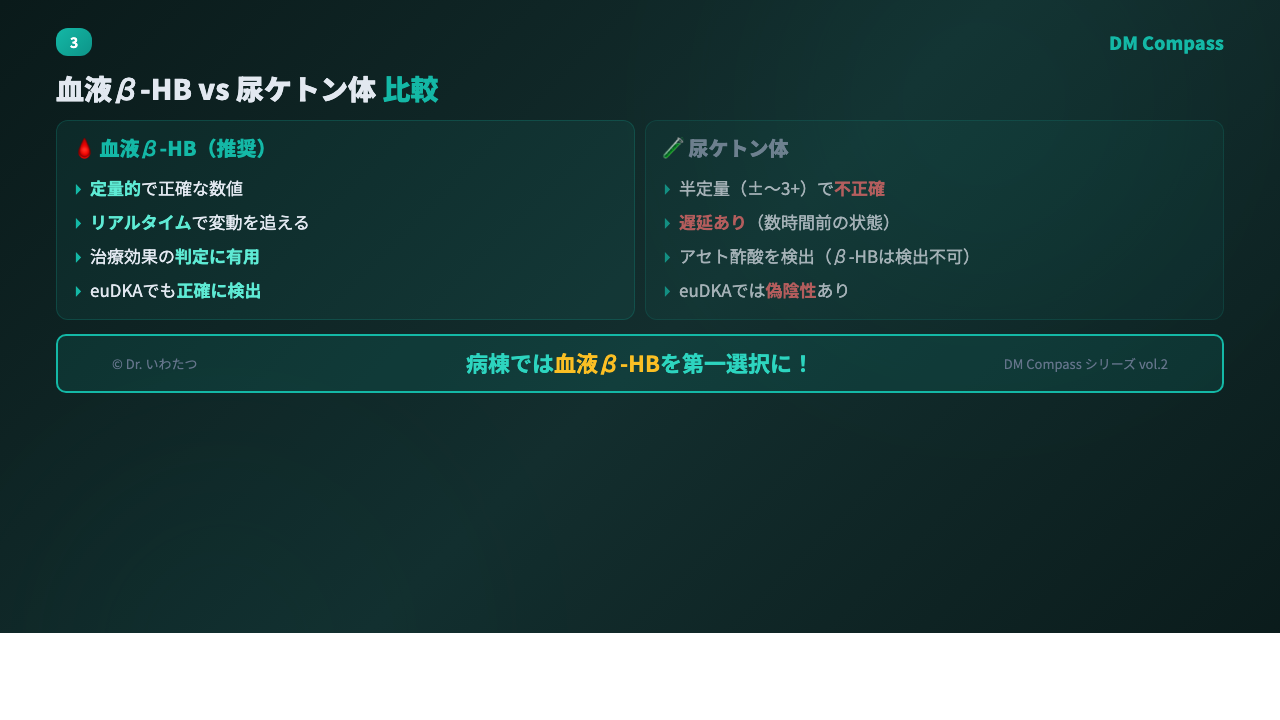 3
DM Compass
血液β-HB vs 尿ケトン体 比較
血液β-HB（推奨）
定量的で正確な数値
リアルタイムで変動を追える
治療効果の判定に有用
euDKAでも正確に検出
尿ケトン体
半定量（±〜3+）で不正確
遅延あり（数時間前の状態）
アセト酢酸を検出（β-HBは検出不可）
euDKAでは偽陰性あり
© Dr. いわたつ
病棟では血液β-HBを第一選択に！
DM Compass シリーズ vol.2